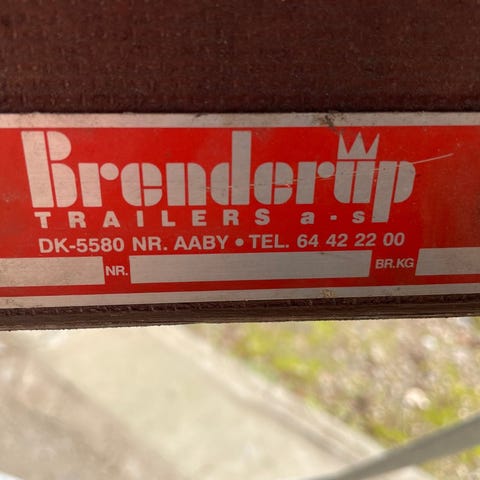 Brenderup
TRAILERS a-s
DK-5580 NR. AABY • TEL. 64 42 22 00
NR. BR.KG